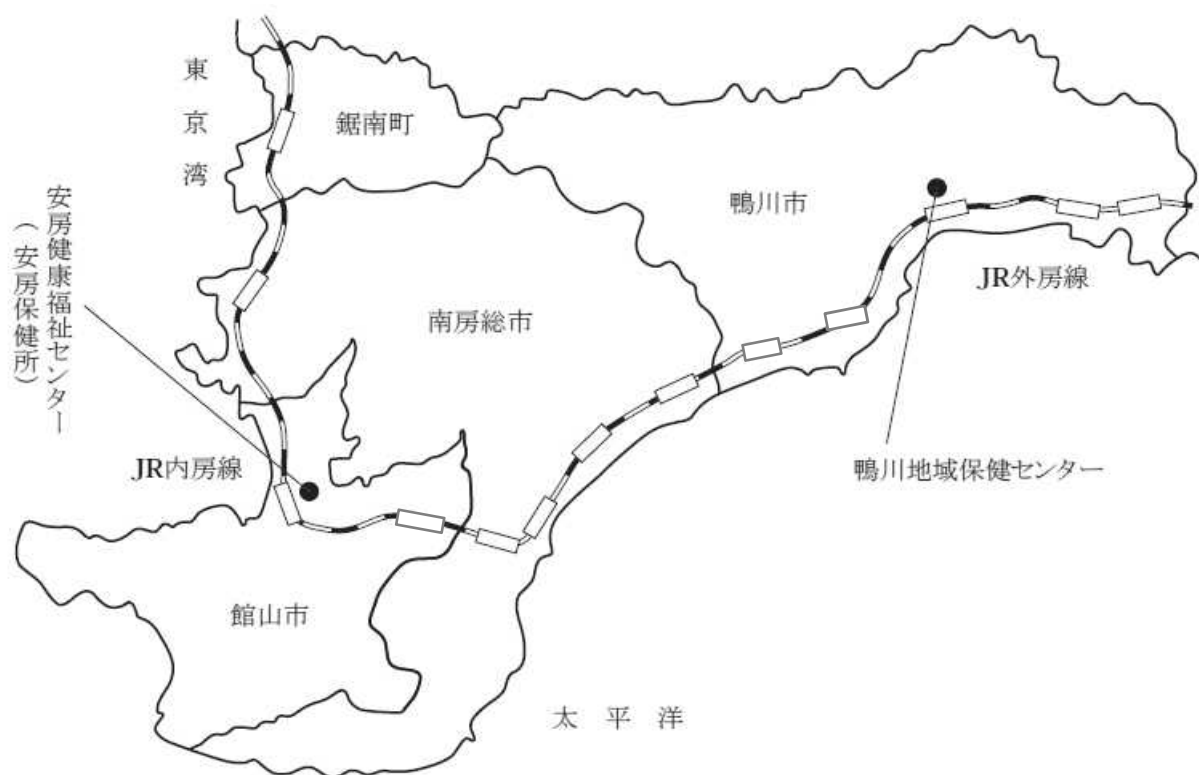 東京湾
鋸南町
鴨川市
安房健康福祉センター
(安房保健所)
JR外房線
南房総市
JR内房線
鴨川地域保健センター
館山市
太平洋